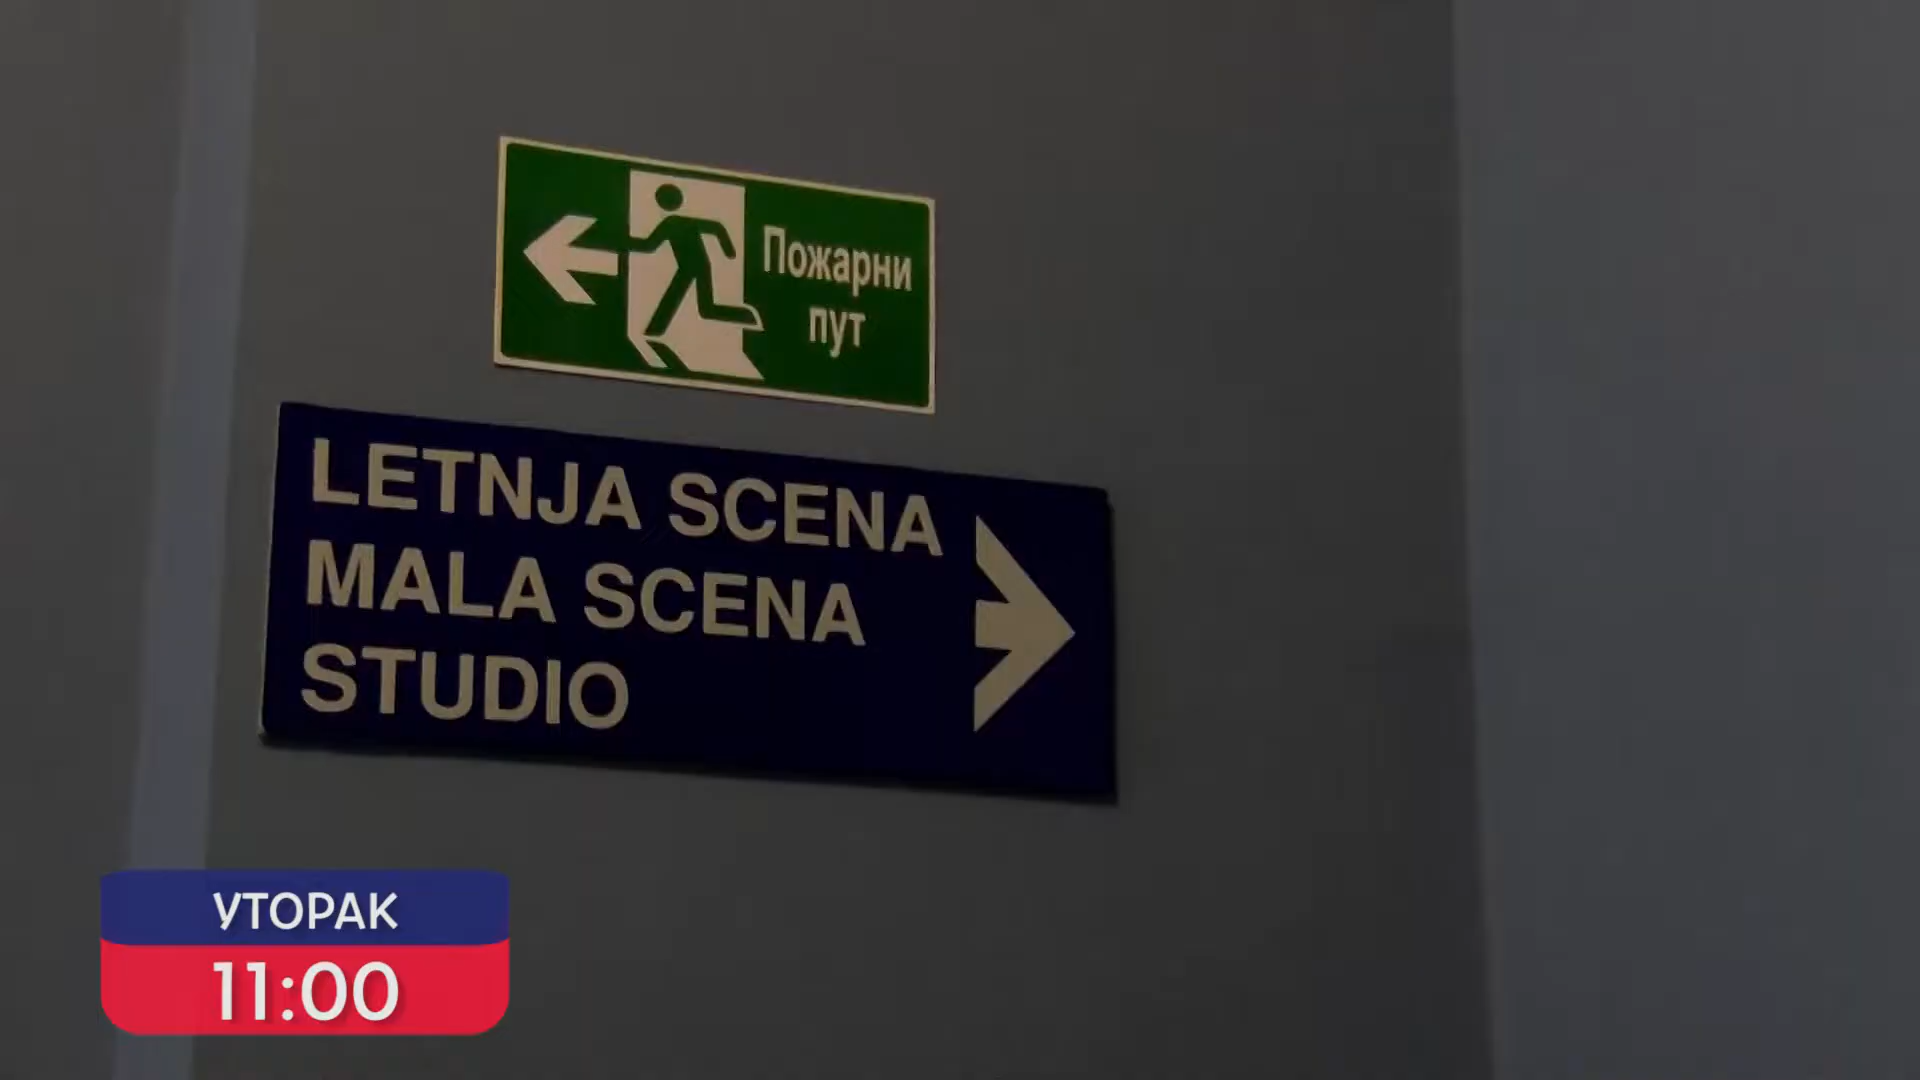 Пожарни
пут
LETNJA SCENA
MALA SCENA
STUDIO
УТОРАК
11:00